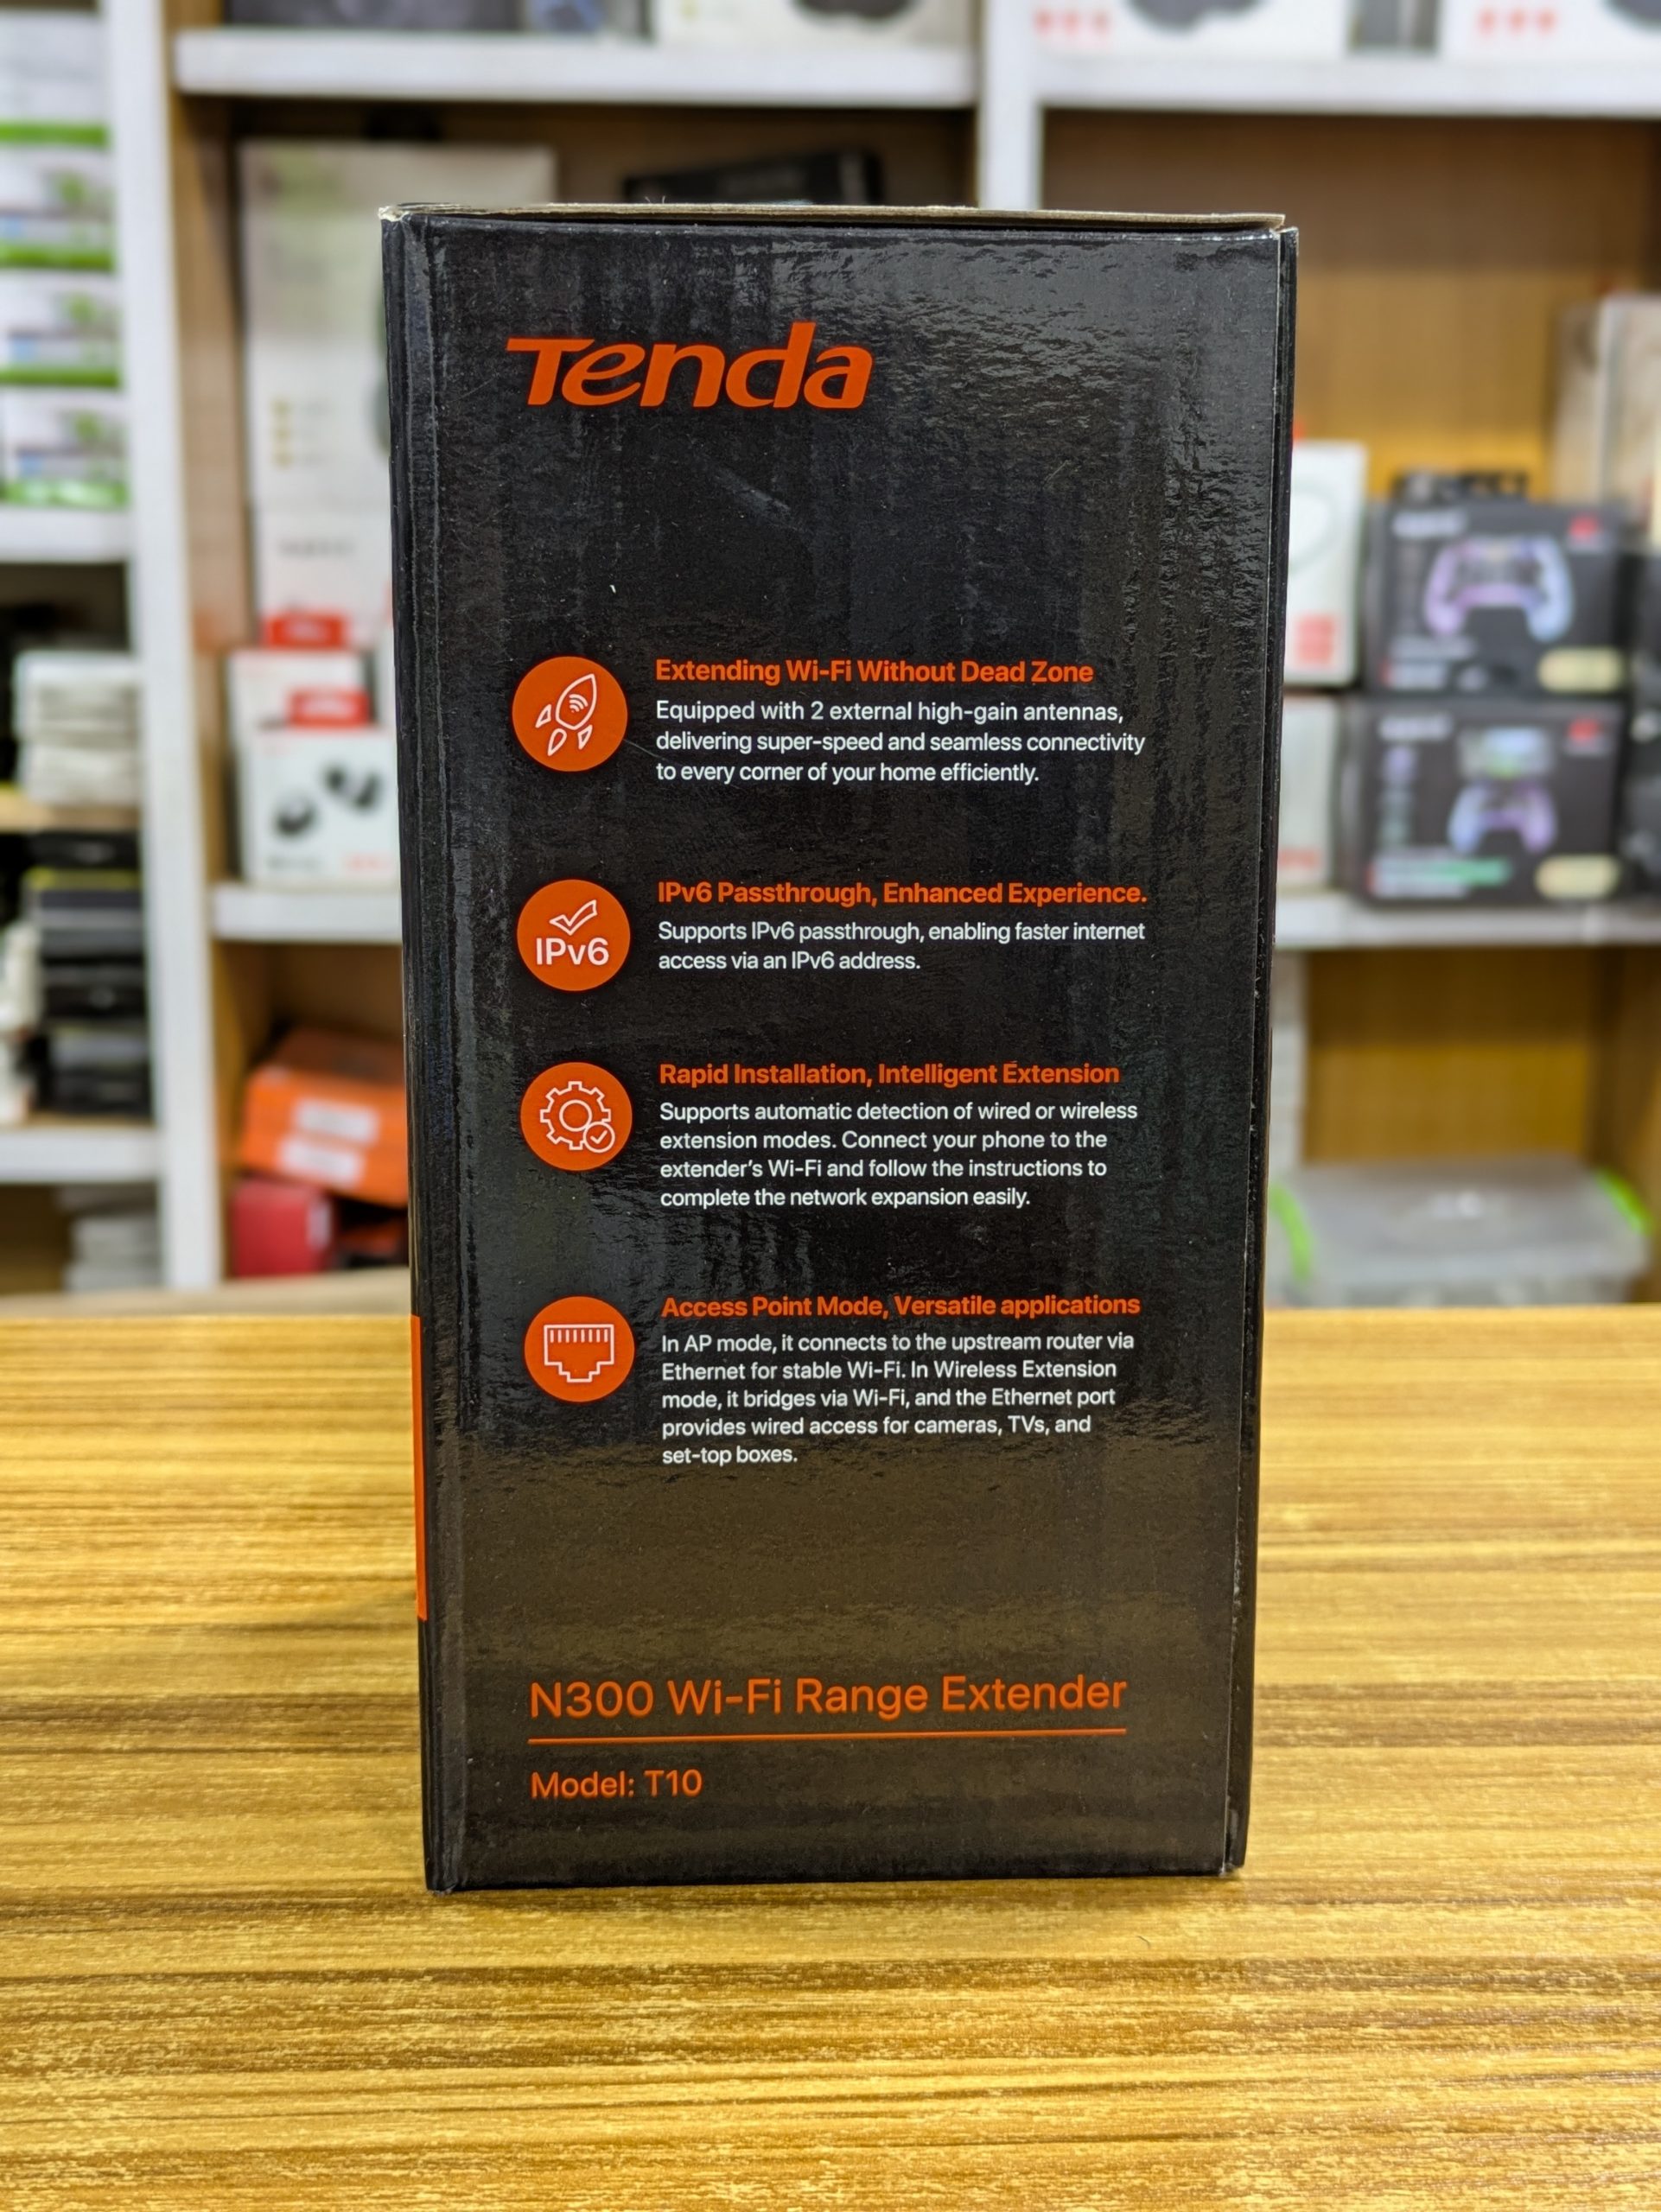 Tenda
Extending Wi-Fi Without Dead Zone
Equipped with 2 external high-gain antennas,
delivering super-speed and seamless connectivity
to every corner of your home efficiently.
IPv6
IPv6 Passthrough, Enhanced Experience.
Supports IPv6 passthrough, enabling faster internet
access via an IPv6 address.
Rapid Installation, Intelligent Extension
Supports automatic detection of wired or wireless
extension modes. Connect your phone to the
extender's Wi-Fi and follow the instructions to
complete the network expansion easily.
Access Point Mode, Versatile applications
In AP mode, it connects to the upstream router via
Ethernet for stable Wi-Fi. In Wireless Extension
mode, it bridges via Wi-Fi, and the Ethernet port
provides wired access for cameras, TVs, and
set-top boxes.
N300 Wi-Fi Range Extender
Model: T10